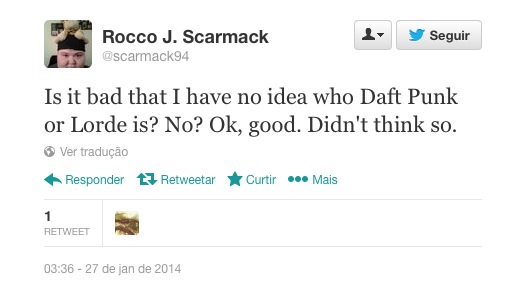 Rocco J. Scarmack
@scarmack94
Seguir
Is it bad that I have no idea who Daft Punk
or Lorde is? No? Ok, good. Didn't think so.
Ver tradução
Responder Retweetar Curtir Mais
1
RETWEET
03:36 - 27 de jan de 2014